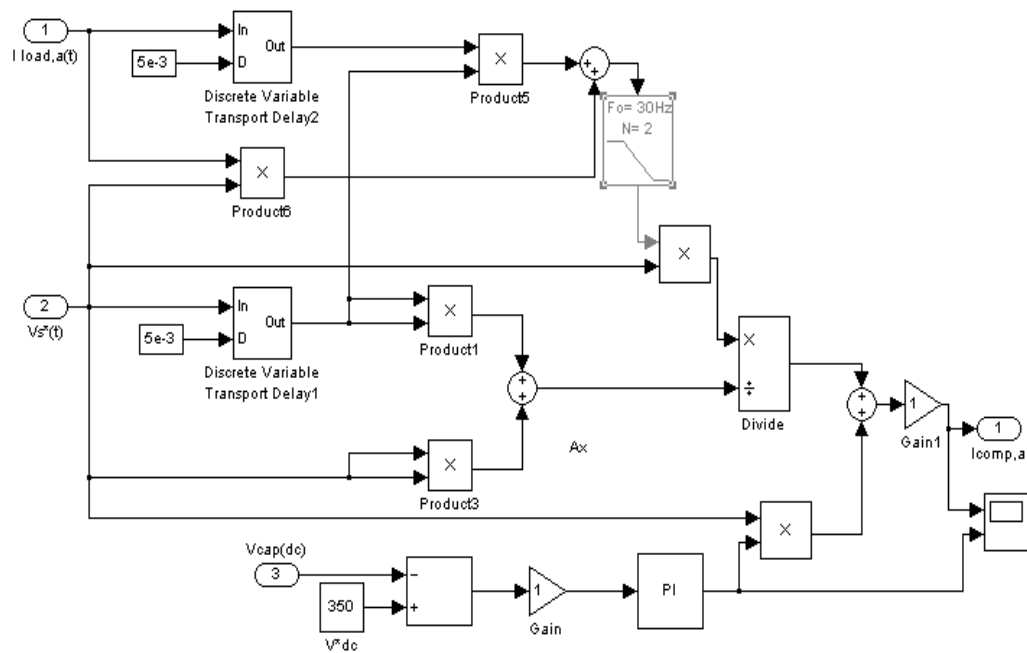 1
I load,a(t)
In
Out
5e-3
D
Discrete Variable
Transport Delay2
×
Product5
+
+
Fo= 30Hz
N= 2
×
Product6
×
2
Vs*(t)
In
Out
5e-3
D
Discrete Variable
Transport Delay1
×
Product1
+
+
×
÷
Divide
+
+
1
Gain1
1
Icomp,a
Ax
×
Product3
×
Vcap(dc)
3
−
+
350
V*dc
1
Gain
PI